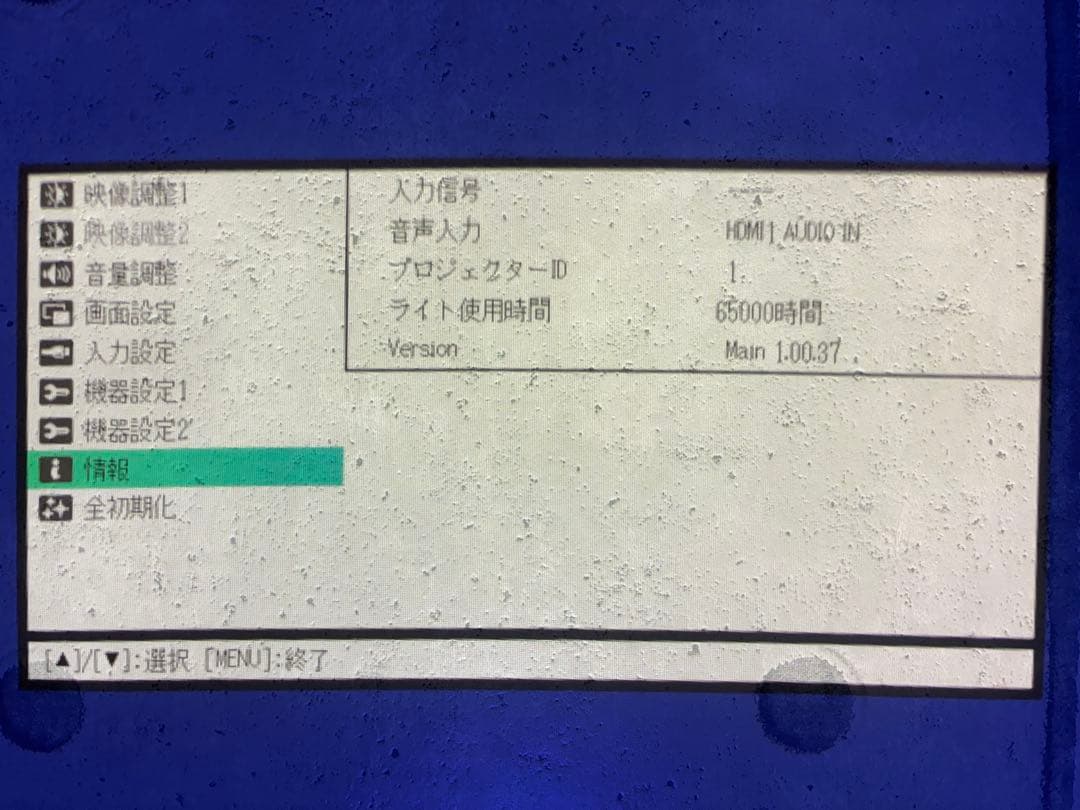 映像調整1
映像調整2
音量調整
画面設定
入力設定
機器設定1
機器設定2
情報
全初期化
入力信号
音声入力 HDMI1 AUDIO IN
プロジェクターID 1
ライト使用時間 65000時間
Version Main 1.00.37
[▲]/[▼]:選択 [MENU]:終了